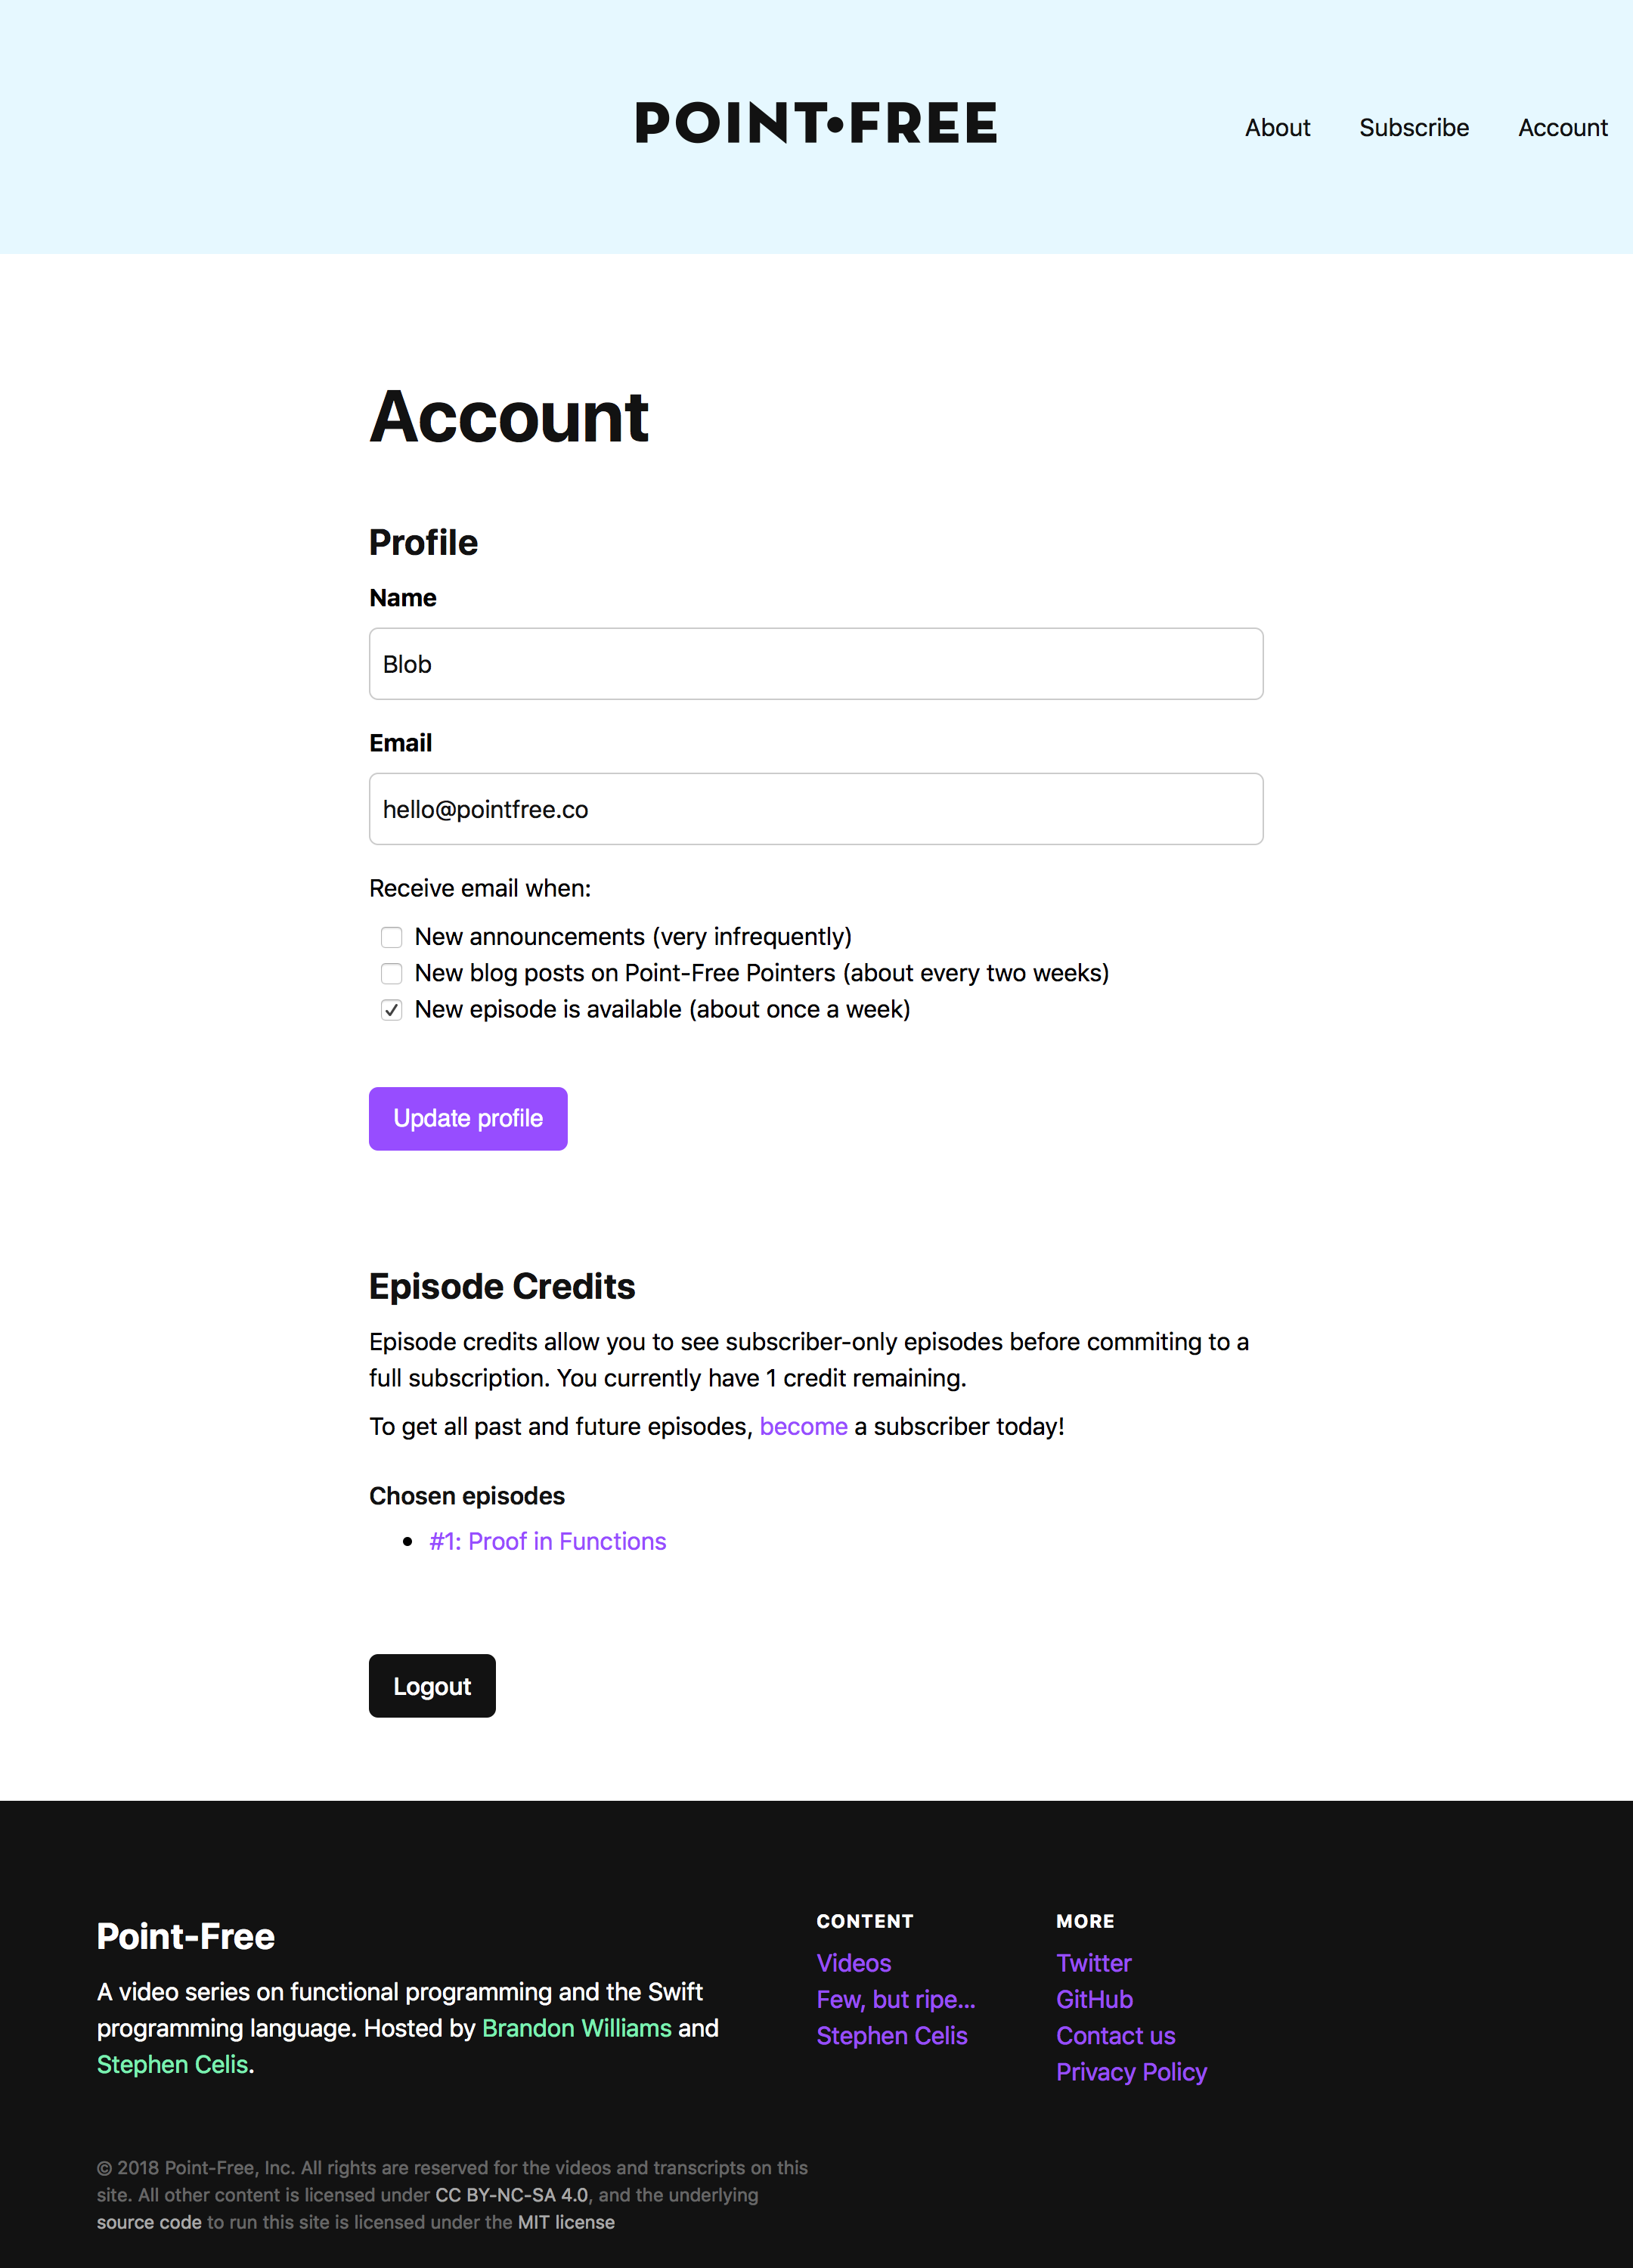 POINT•FREE
About Subscribe Account
Account
Profile
Name
Blob
Email
hello@pointfree.co
Receive email when:
New announcements (very infrequently)
New blog posts on Point-Free Pointers (about every two weeks)
New episode is available (about once a week)
Update profile
Episode Credits
Episode credits allow you to see subscriber-only episodes before commiting to a
full subscription. You currently have 1 credit remaining.
To get all past and future episodes, become a subscriber today!
Chosen episodes
#1: Proof in Functions
Logout
Point-Free
A video series on functional programming and the Swift
programming language. Hosted by Brandon Williams and
Stephen Celis.
CONTENT
Videos
Few, but ripe...
Stephen Celis
MORE
Twitter
GitHub
Contact us
Privacy Policy
© 2018 Point-Free, Inc. All rights are reserved for the videos and transcripts on this
site. All other content is licensed under CC BY-NC-SA 4.0, and the underlying
source code to run this site is licensed under the MIT license